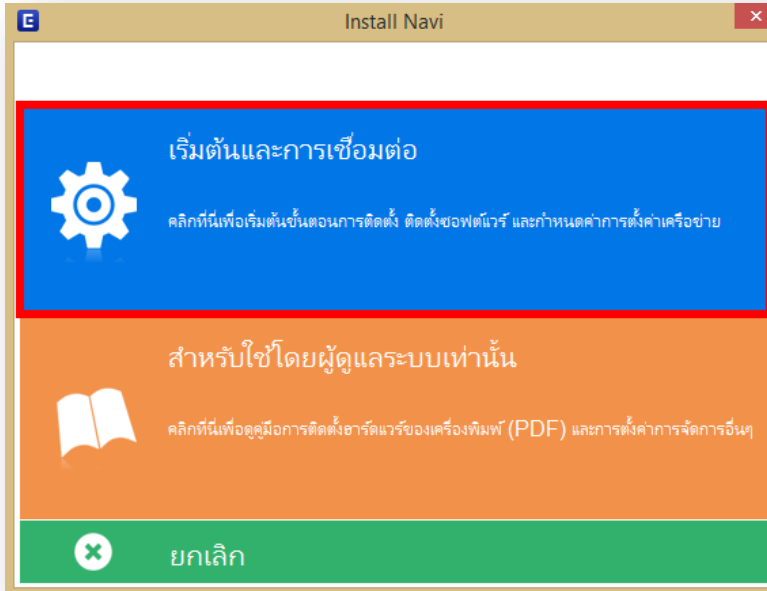 E
Install Navi
เริ่มต้นและการเชื่อมต่อ
คลิกที่นี่เพื่อเริ่มต้นขั้นตอนการติดตั้ง ติดตั้งซอฟต์แวร์ และกำหนดค่าการตั้งค่าเครือข่าย
สำหรับใช้โดยผู้ดูแลระบบเท่านั้น
คลิกที่นี่เพื่อดูคู่มือการติดตั้งฮาร์ดแวร์ของเครื่องพิมพ์ (PDF) และการตั้งค่าการจัดการอื่นๆ
ยกเลิก